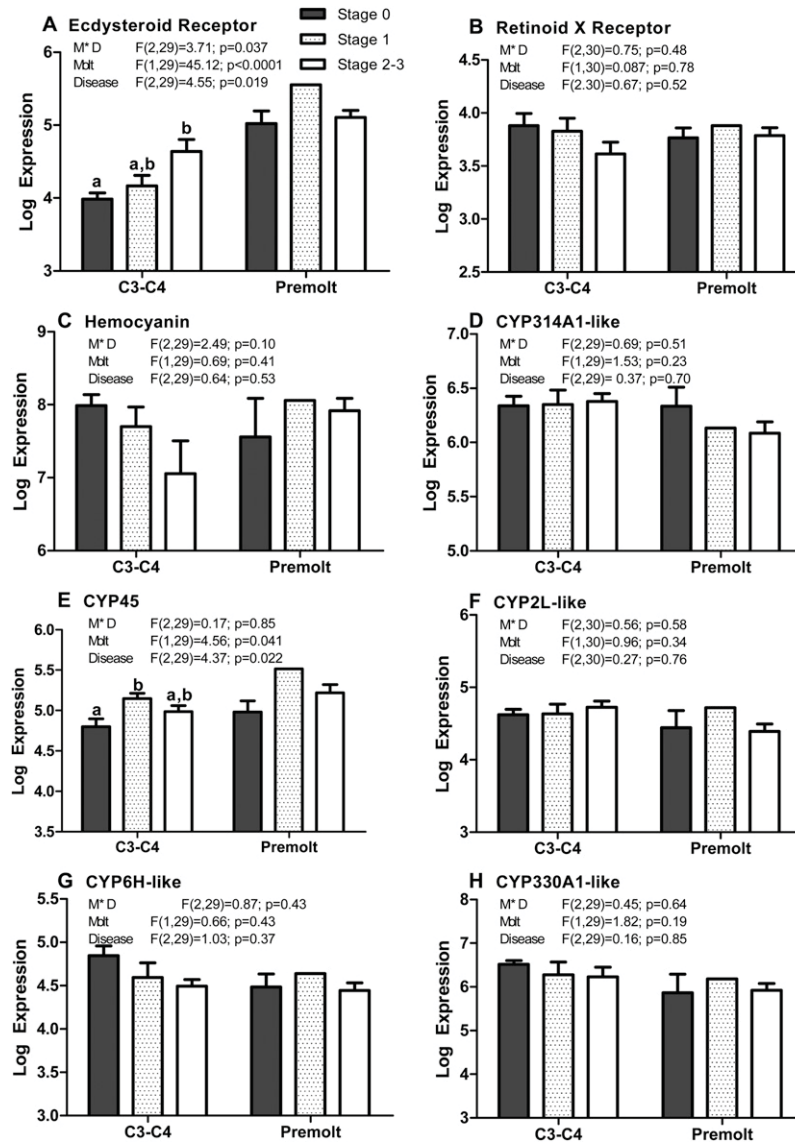 A Ecdysteroid Receptor
M* D F(2,29)=3.71; p=0.037
Molt F(1,29)=45.12; p<0.0001
Disease F(2,29)=4.55; p=0.019
Stage 0
Stage 1
Stage 2-3
Log Expression
6
5
4
3
a
a,b
b
C3-C4
Premolt
B Retinoid X Receptor
M* D F(2,30)=0.75; p=0.48
Molt F(1,30)=0.087; p=0.78
Disease F(2.30)=0.67; p=0.52
Log Expression
4.5
4.0
3.5
3.0
2.5
C3-C4
Premolt
C Hemocyanin
M* D F(2,29)=2.49; p=0.10
Molt F(1,29)=0.69; p=0.41
Disease F(2,29)=0.64; p=0.53
Log Expression
9
8
7
6
C3-C4
Premolt
D CYP314A1-like
M* D F(2,29)=0.69; p=0.51
Molt F(1,29)=1.53; p=0.23
Disease F(2,29)= 0.37; p=0.70
Log Expression
7.0
6.5
6.0
5.5
5.0
C3-C4
Premolt
E CYP45
M* D F(2,29)=0.17; p=0.85
Molt F(1,29)=4.56; p=0.041
Disease F(2,29)=4.37; p=0.022
Log Expression
6.0
5.5
5.0
4.5
4.0
3.5
a
b
a,b
C3-C4
Premolt
F CYP2L-like
M* D F(2,30)=0.56; p=0.58
Molt F(1,30)=0.96; p=0.34
Disease F(2,30)=0.27; p=0.76
Log Expression
6
5
4
3
C3-C4
Premolt
G CYP6H-like
M* D F(2,29)=0.87; p=0.43
Molt F(1,29)=0.66; p=0.43
Disease F(2,29)=1.03; p=0.37
Log Expression
5.5
5.0
4.5
4.0
3.5
3.0
C3-C4
Premolt
H CYP330A1-like
M* D F(2,29)=0.45; p=0.64
Molt F(1,29)=1.82; p=0.19
Disease F(2,29)=0.16; p=0.85
Log Expression
8
7
6
5
4
3
C3-C4
Premolt